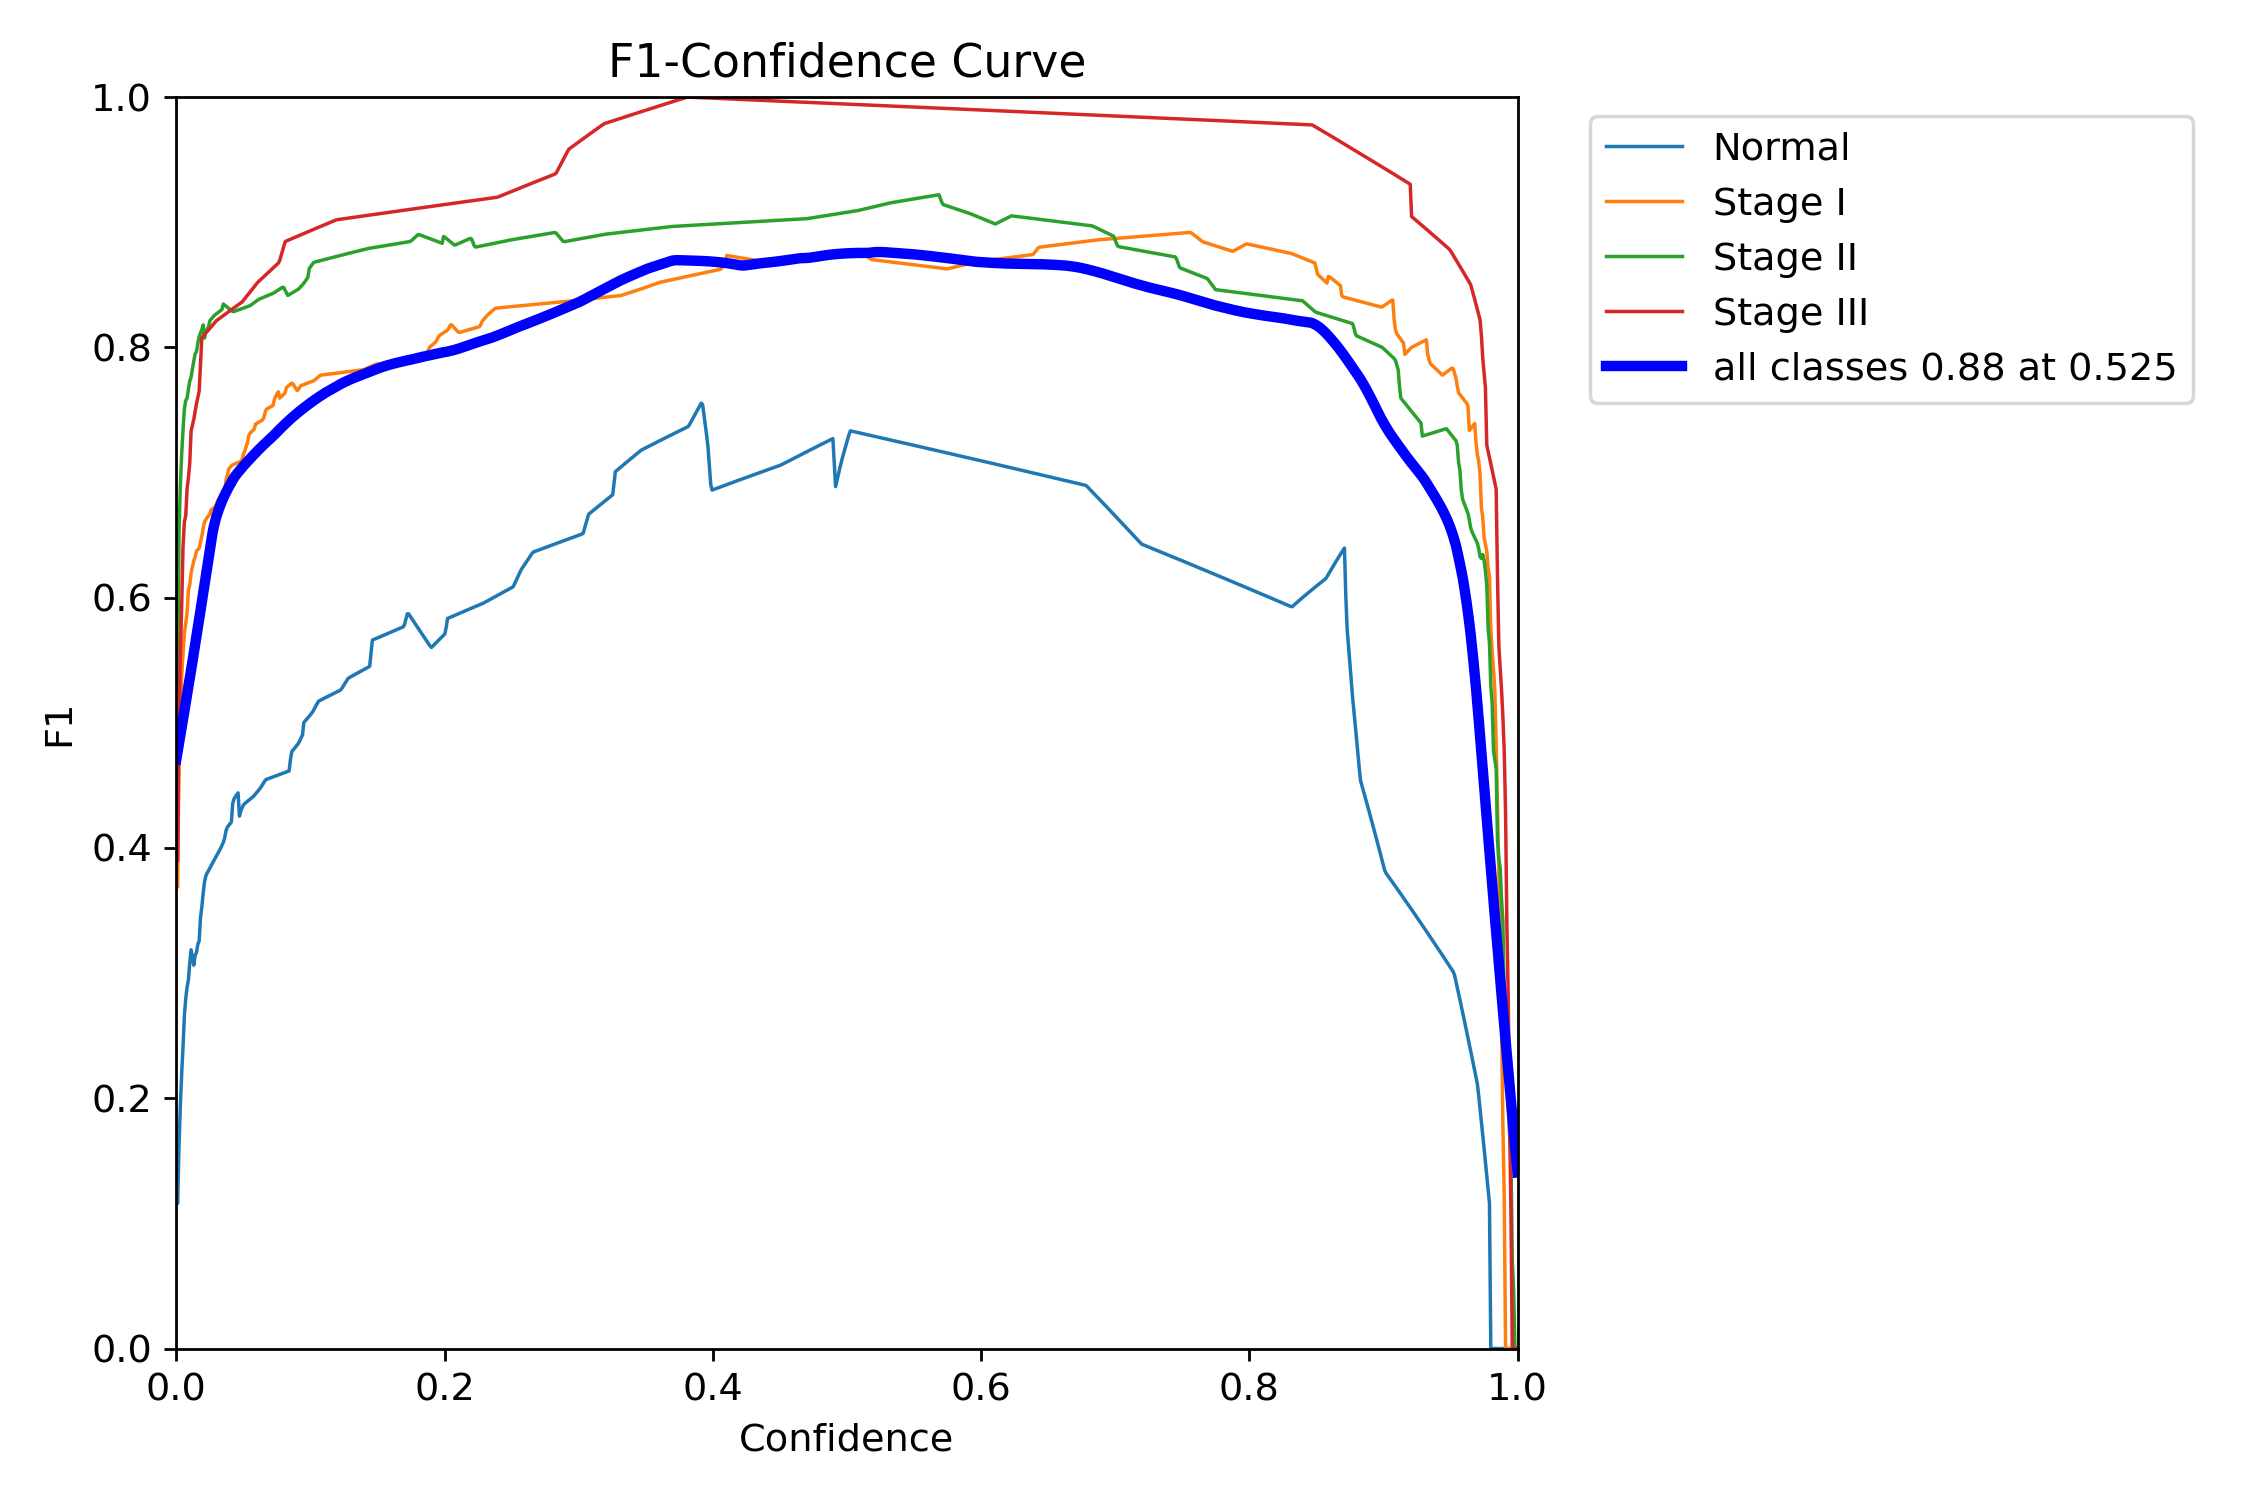 F1-Confidence Curve
1.0
0.8
0.6
0.4
0.2
0.0
F1
0.0 0.2 0.4 0.6 0.8 1.0
Confidence
Normal
Stage I
Stage II
Stage III
all classes 0.88 at 0.525